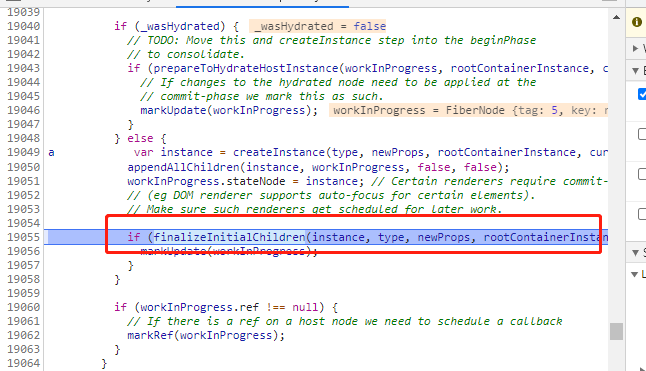 19039
19040 if (_wasHydrated) { _wasHydrated = false
19041 // TODO: Move this and createInstance step into the beginPhase
19042 // to consolidate.
19043 if (prepareToHydrateHostInstance(workInProgress, rootContainerInstance, c
19044 // If changes to the hydrated node need to be applied at the
19045 // commit-phase we mark this as such.
19046 markUpdate(workInProgress); workInProgress = FiberNode {tag: 5, key: n
19047 }
19048 } else {
19049 a var instance = createInstance(type, newProps, rootContainerInstance, cur
19050 appendAllChildren(instance, workInProgress, false, false);
19051 workInProgress.stateNode = instance; // Certain renderers require commit-
19052 // (eg DOM renderer supports auto-focus for certain elements).
19053 // Make sure such renderers get scheduled for later work.
19054
19055 if (finalizeInitialChildren(instance, type, newProps, rootContainerInstan
19056 markUpdate(workInProgress);
19057 }
19058 }
19059
19060 if (workInProgress.ref !== null) {
19061 // If there is a ref on a host node we need to schedule a callback
19062 markRef(workInProgress);
19063 }
19064 }